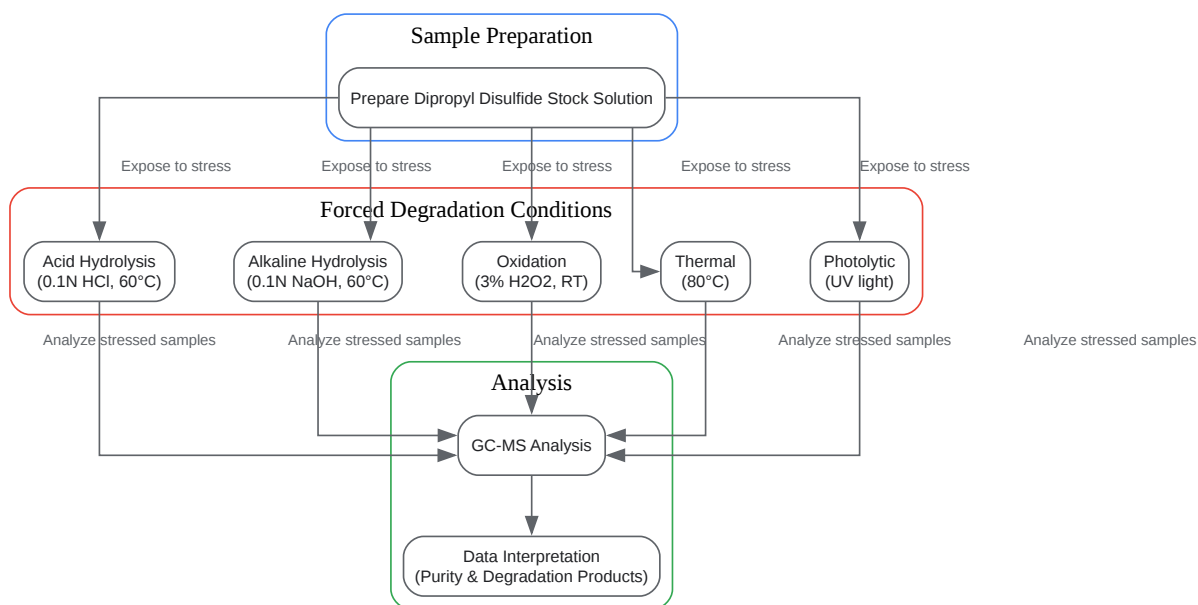 Sample Preparation
Prepare Dipropyl Disulfide Stock Solution
Expose to stress
Expose to stress
Expose to stress
Expose to stress
Expose to stress
Forced Degradation Conditions
Acid Hydrolysis
(0.1N HCl, 60°C)
Alkaline Hydrolysis
(0.1N NaOH, 60°C)
Oxidation
(3% H2O2, RT)
Thermal
(80°C)
Photolytic
(UV light)
Analyze stressed samples
Analyze stressed samples
Analyze stressed samples
Analyze stressed samples
Analyze stressed samples
Analysis
GC-MS Analysis
Data Interpretation
(Purity & Degradation Products)